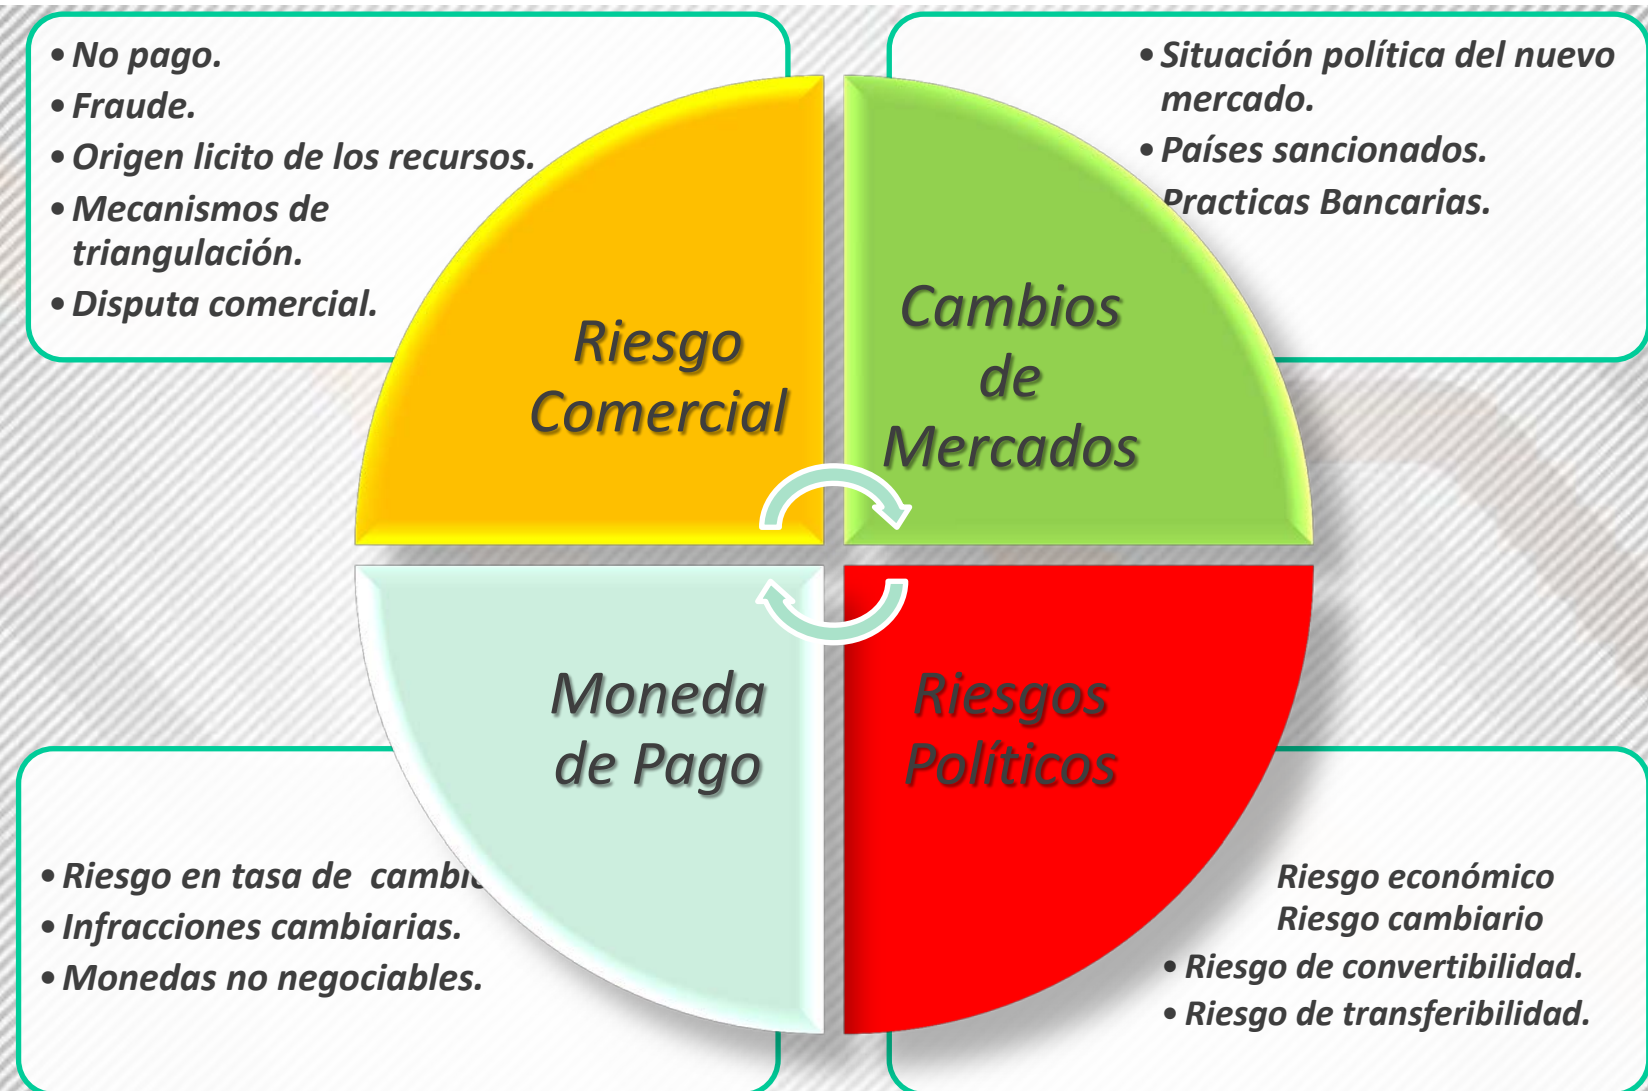 • No pago.
• Fraude.
• Origen licito de los recursos.
• Mecanismos de
triangulación.
• Disputa comercial.
• Situación política del nuevo
mercado.
• Países sancionados.
Practicas Bancarias.
Riesgo
Comercial
Cambios
de
Mercados
Moneda
de Pago
Riesgos
Políticos
• Riesgo en tasa de cambio
• Infracciones cambiarias.
• Monedas no negociables.
Riesgo económico
Riesgo cambiario
• Riesgo de convertibilidad.
• Riesgo de transferibilidad.